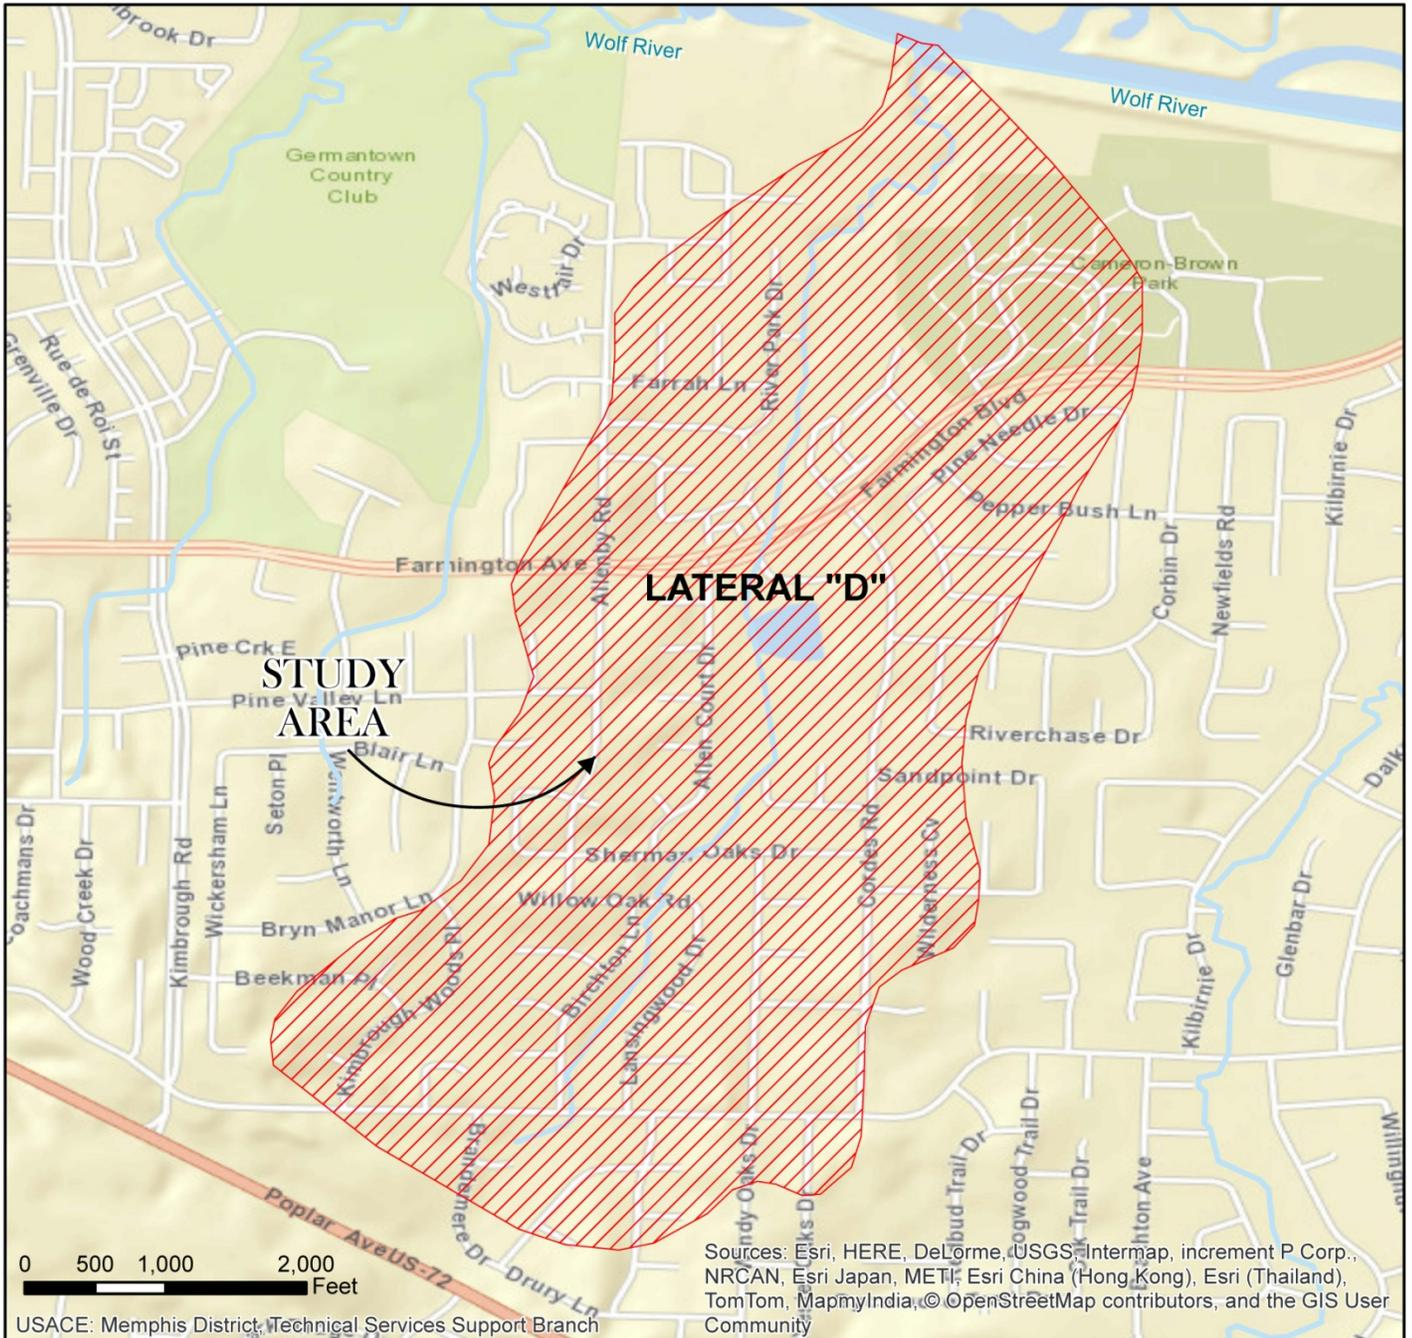 Wolf River
Wolf River
Germantown
Country
Club
Westfair Dr
Cameron-Brown
Park
River Park Dr
Farrah Ln
Rue de Roi St
Grenville Dr
Farmington Blvd
Pine Needle Dr
Pepper Bush Ln
Kilbirnie Dr
Allenby Rd
Farmington Ave
LATERAL "D"
Corbin Dr
Newfields Rd
Pine Crk E
STUDY
AREA
Pine Valley Ln
Allen Court Dr
Riverchase Dr
Blair Ln
Sandpoint Dr
Seton Pl
Wickersham Ln
Kimbrough Rd
Wood Creek Dr
Sherman Oaks Dr
Cordes Rd
Wilderness Cv
Willow Oak Rd
Bryn Manor Ln
Beekman Pl
Kimbrough Woods Pl
Birchton Ln
Lansingwood Dr
Glenbar Dr
Kilbirnie Dr
Poplar Ave
US-72
Drury Ln
0 500 1,000 2,000
Feet
Sources: Esri, HERE, DeLorme, USGS, Intermap, increment P Corp.,
NRCAN, Esri Japan, METI, Esri China (Hong Kong), Esri (Thailand),
TomTom, MapmyIndia, © OpenStreetMap contributors, and the GIS User
Community
USACE: Memphis District, Technical Services Support Branch